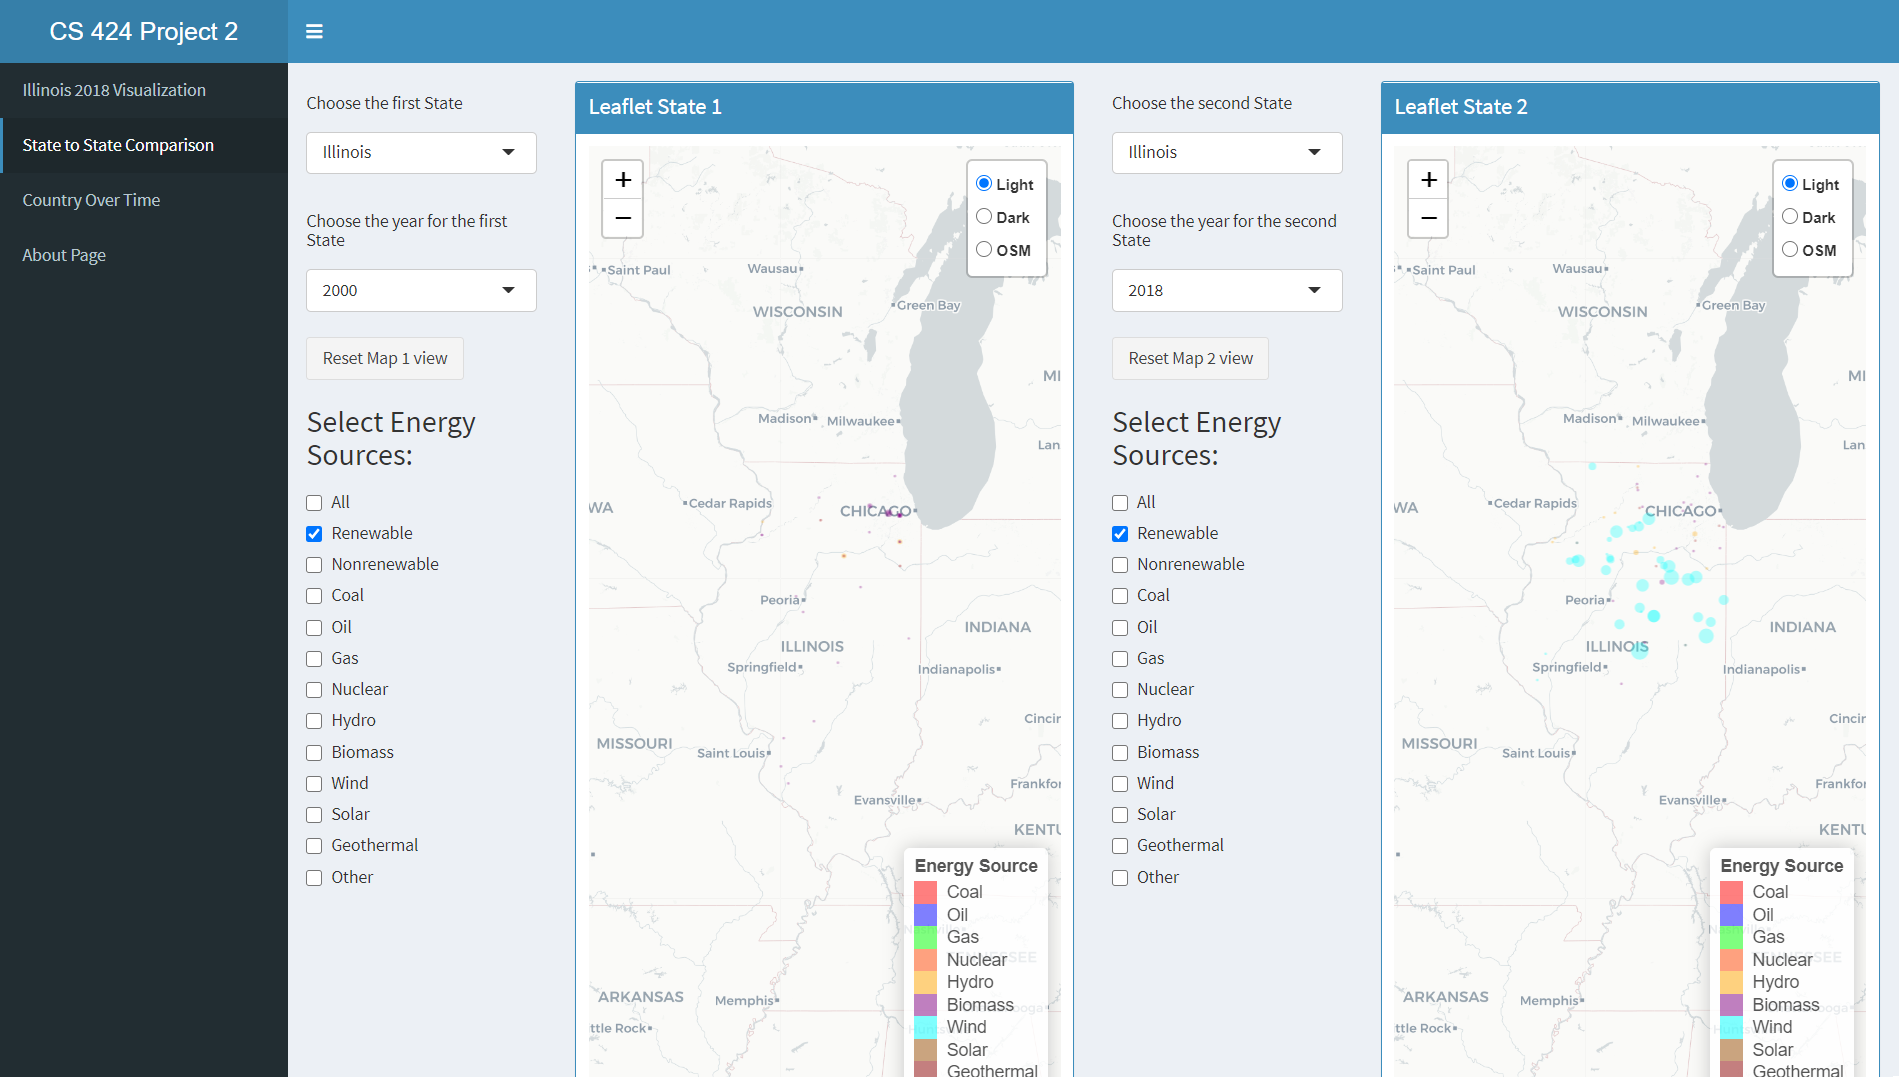 CS 424 Project 2
Illinois 2018 Visualization
State to State Comparison
Country Over Time
About Page
Choose the first State
Illinois
Choose the year for the first
State
2000
Reset Map 1 view
Select Energy
Sources:
All
Renewable
Nonrenewable
Coal
Oil
Gas
Nuclear
Hydro
Biomass
Wind
Solar
Geothermal
Other
Leaflet State 1
+
−
Light
Dark
OSM
Saint Paul
Wausau
Green Bay
WISCONSIN
MI
Madison
Milwaukee
Lan
WA
Cedar Rapids
CHICAGO
Peoria
ILLINOIS
INDIANA
Springfield
Indianapolis
Cincir
MISSOURI
Saint Louis
Frankfor
Evansville
KENTU
ARKANSAS
Memphis
ttle Rock
Energy Source
Coal
Oil
Gas
Nuclear
Hydro
Biomass
Wind
Solar
Geothermal
Choose the second State
Illinois
Choose the year for the second
State
2018
Reset Map 2 view
Select Energy
Sources:
All
Renewable
Nonrenewable
Coal
Oil
Gas
Nuclear
Hydro
Biomass
Wind
Solar
Geothermal
Other
Leaflet State 2
+
−
Light
Dark
OSM
Saint Paul
Wausau
Green Bay
WISCONSIN
MI
Madison
Milwaukee
Lan
WA
Cedar Rapids
CHICAGO
Peoria
ILLINOIS
INDIANA
Springfield
Indianapolis
Cincir
MISSOURI
Saint Louis
Frankfor
Evansville
KENTU
ARKANSAS
Memphis
ttle Rock
Energy Source
Coal
Oil
Gas
Nuclear
Hydro
Biomass
Wind
Solar
Geothermal